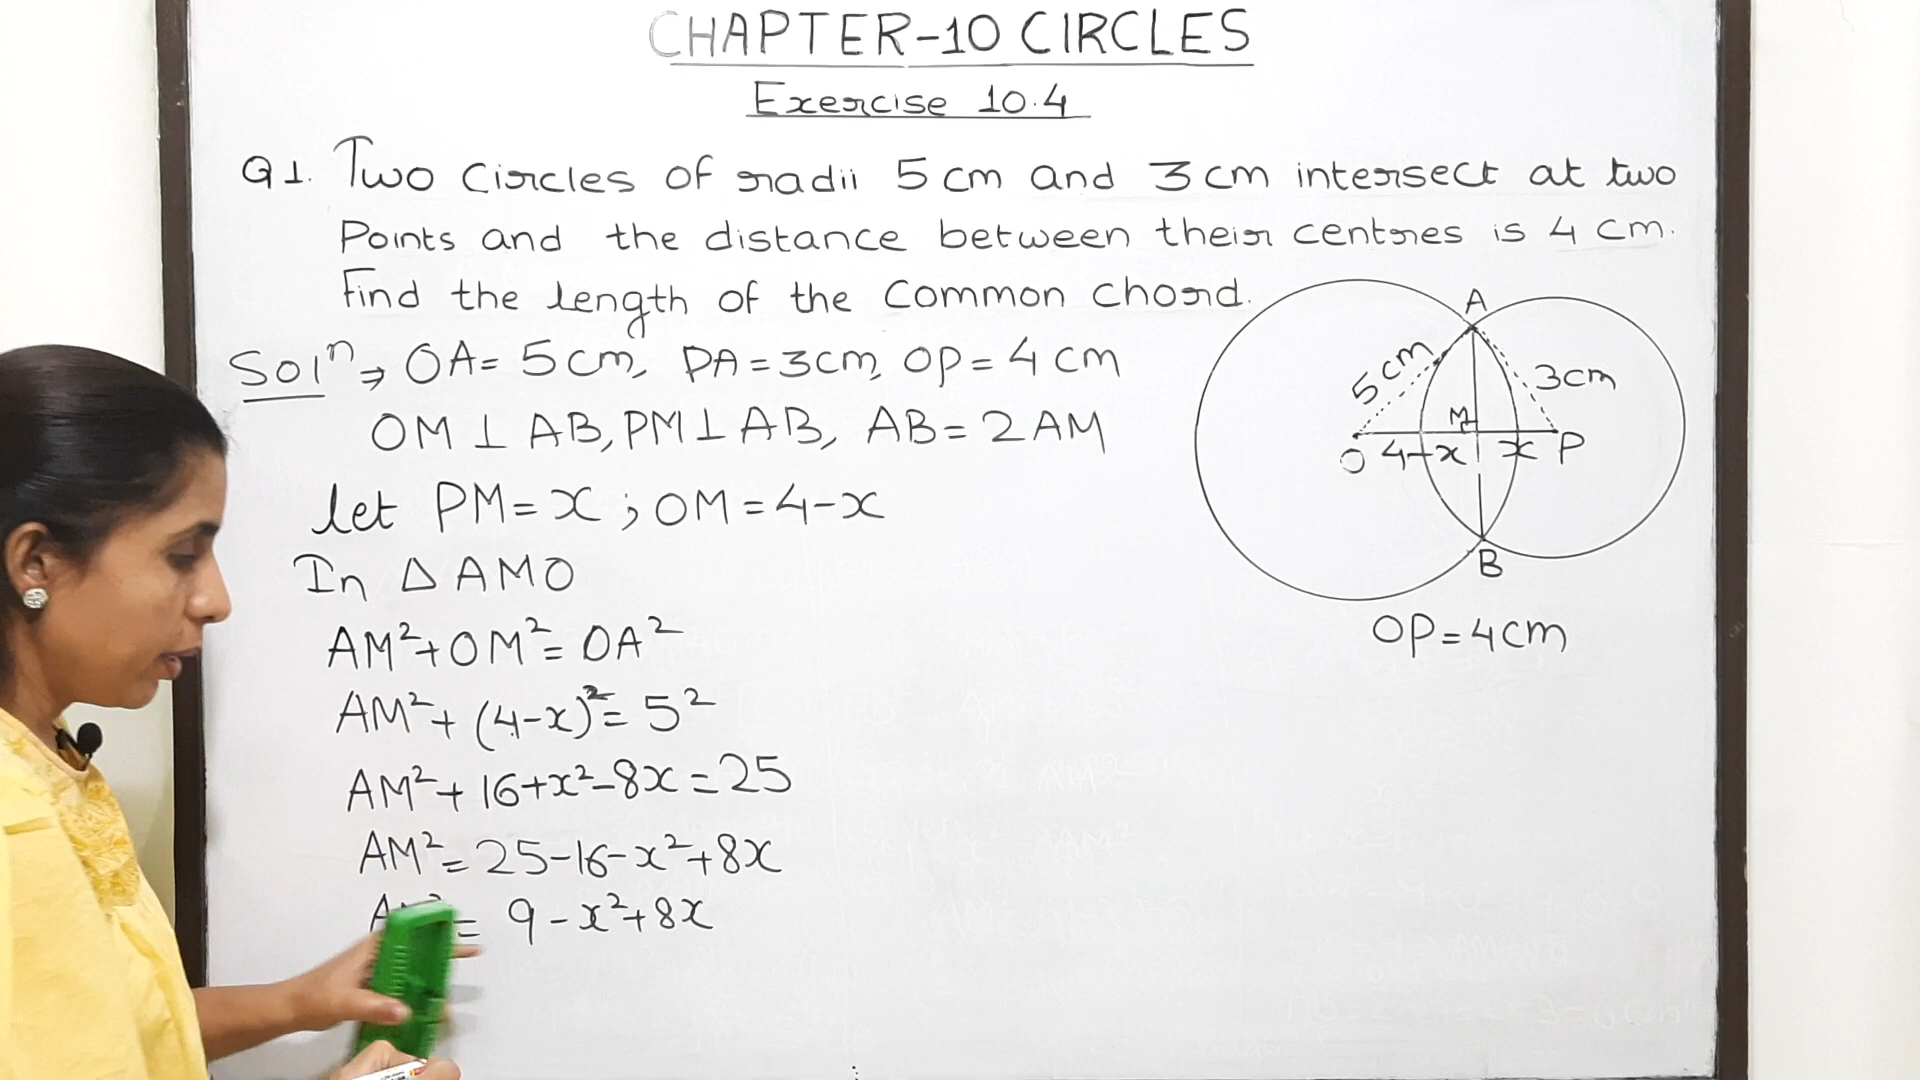 CHAPTER-10 CIRCLES
Exercise 10.4
Q1. Two Circles of radii 5 cm and 3 cm intersect at two
Points and the distance between their centres is 4 cm.
Find the length of the Common chord.
Solⁿ ⇒ OA = 5 cm, PA = 3cm, OP = 4 cm
OM ⊥ AB, PM ⊥ AB, AB = 2AM
let PM = x ; OM = 4-x
In △ AMO
AM² + OM² = OA²
AM² + (4-x)² = 5²
AM² + 16 + x² - 8x = 25
AM² = 25 - 16 - x² + 8x
= 9 - x² + 8x
A
5 cm
3cm
M
O 4-x x P
B
OP = 4cm